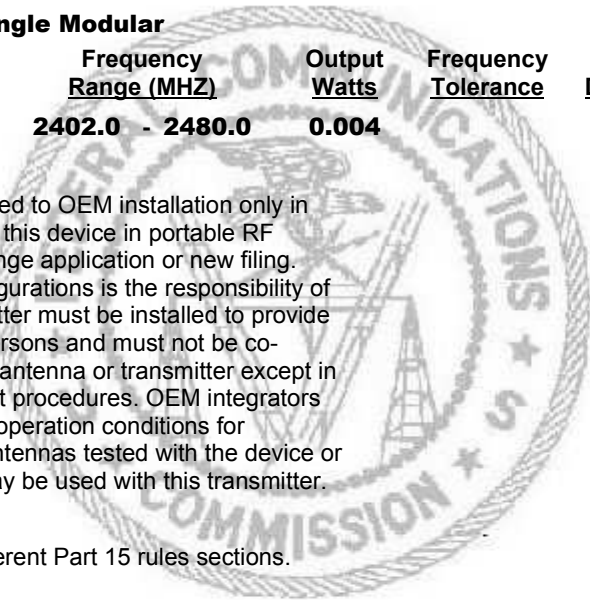 ngle Modular
Frequency Output Frequency
Range (MHZ) Watts Tolerance
2402.0 - 2480.0 0.004
ed to OEM installation only in
this device in portable RF
nge application or new filing.
gurations is the responsibility of
tter must be installed to provide
rsons and must not be co-
antenna or transmitter except in
t procedures. OEM integrators
operation conditions for
ntennas tested with the device or
ay be used with this transmitter.
erent Part 15 rules sections.
FEDERAL COMMUNICATIONS
COMMISSION
U S